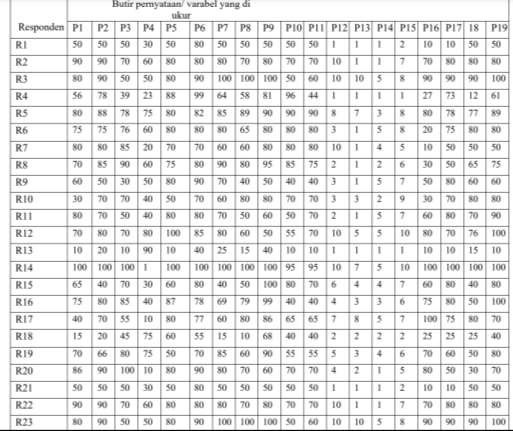 Butir pernyataan/ varabel yang di
ukur
Responden P1 P2 P3 P4 P5 P6 P7 P8 P9 P10 P11 P12 P13 P14 P15 P16 P17 18 P19
R1 50 50 50 30 50 80 50 50 50 50 50 1 1 1 2 10 10 50 50
R2 90 90 70 60 80 80 80 70 80 70 70 10 1 1 7 70 80 80 80
R3 80 90 50 50 80 90 100 100 100 50 60 10 10 5 8 90 90 90 100
R4 56 78 39 23 88 99 64 58 81 96 44 1 1 1 1 27 73 12 61
R5 80 88 78 75 80 82 85 89 90 90 90 8 7 3 8 80 78 77 89
R6 75 75 76 60 80 80 80 65 80 80 80 3 1 5 8 20 75 80 80
R7 80 80 85 20 70 70 60 60 80 80 80 10 1 4 5 10 50 50 50
R8 70 85 90 60 75 80 90 80 95 85 75 2 1 2 6 30 50 65 75
R9 60 50 30 50 80 90 70 40 50 40 40 3 1 5 7 50 80 60 60
R10 30 70 70 40 50 70 60 80 80 70 70 3 3 2 9 30 70 80 80
R11 80 70 50 40 80 80 70 50 60 50 70 2 1 5 7 60 80 70 90
R12 70 80 70 80 100 85 80 60 50 55 70 10 5 5 10 80 70 76 100
R13 10 20 10 90 10 40 25 15 40 10 10 1 1 1 1 10 10 15 10
R14 100 100 100 1 100 100 100 100 100 95 95 10 7 5 10 100 100 100 100
R15 65 40 70 30 60 80 40 50 100 80 70 6 4 4 7 60 80 40 80
R16 75 80 85 40 87 78 69 79 99 40 40 4 3 3 6 75 80 50 100
R17 40 70 55 10 80 77 60 80 86 65 65 7 8 5 7 100 75 80 70
R18 15 20 45 75 60 55 15 10 68 40 40 2 2 2 2 25 25 25 40
R19 70 66 80 75 50 70 85 60 90 55 55 5 3 4 6 70 60 50 80
R20 86 90 100 10 80 90 80 70 60 70 70 4 2 1 5 80 50 30 70
R21 50 50 50 30 50 80 50 50 50 50 50 1 1 1 2 10 10 50 50
R22 90 90 70 60 80 80 80 70 80 70 70 10 1 1 7 70 80 80 80
R23 80 90 50 50 80 90 100 100 100 50 60 10 10 5 8 90 90 90 100